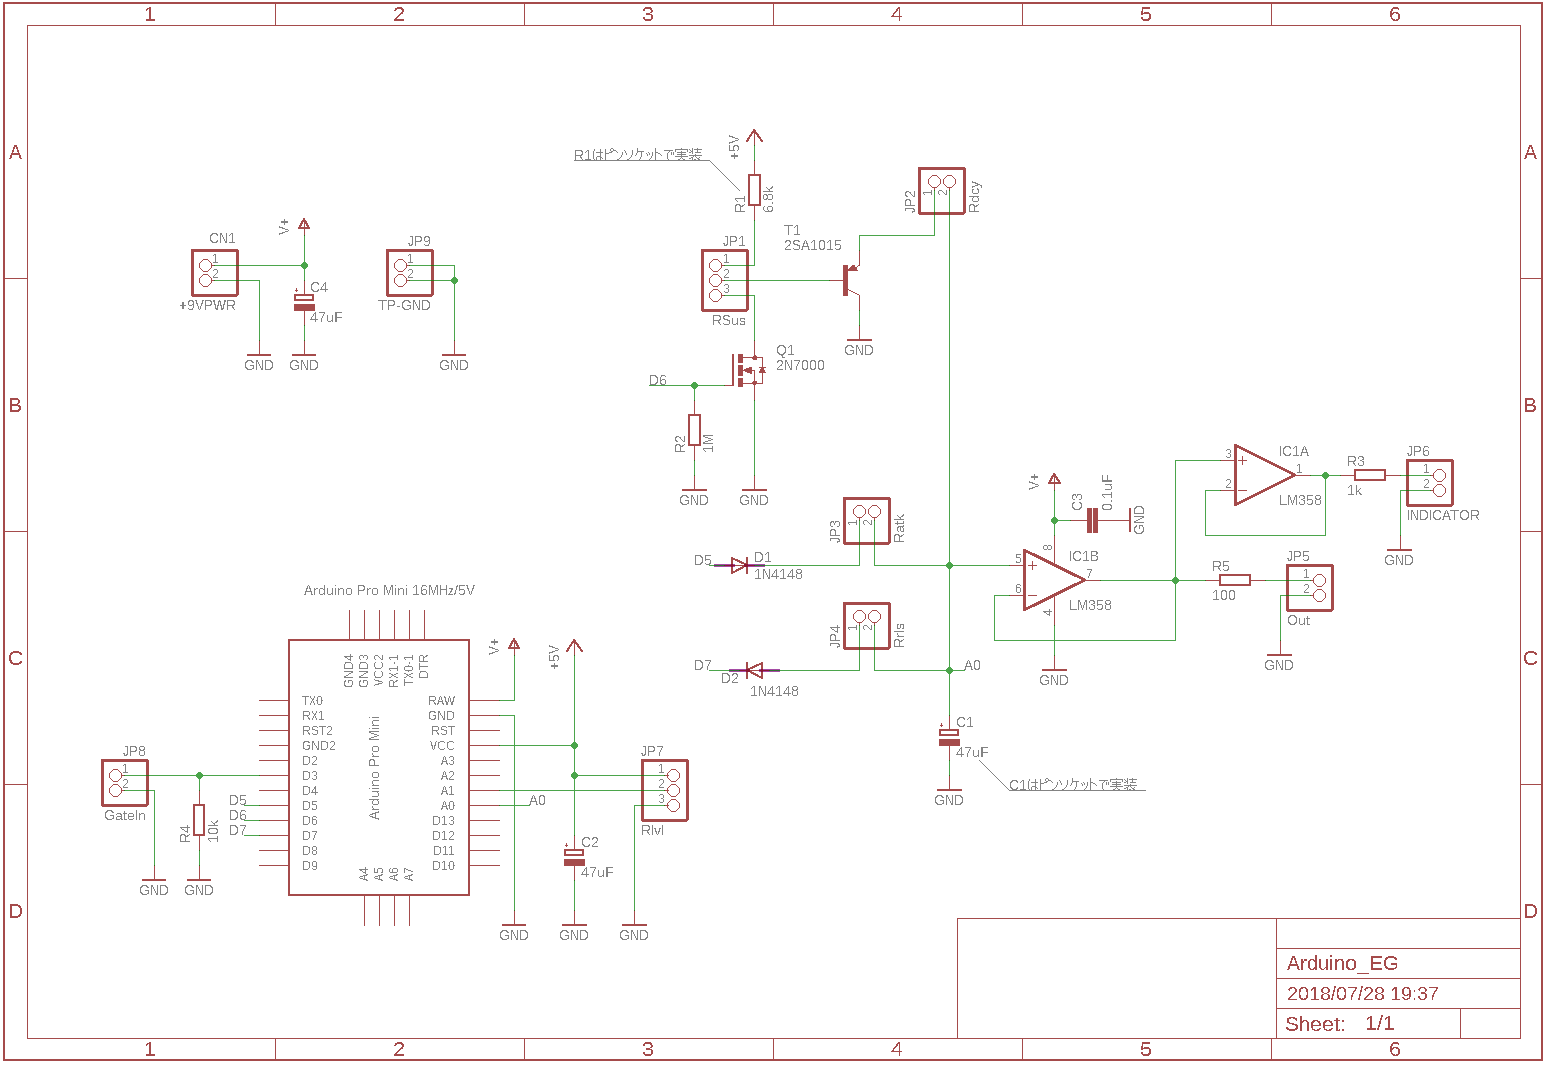 1 2 3 4 5 6
A A
B B
C C
D D
1 2 3 4 5 6
+5V
R1はピンソケットで実装
R1
6.8k
JP2
1
2
Rdcy
V+
CN1
1
2
+9VPWR
GND
C4
47uF
GND
JP9
1
2
TP-GND
GND
JP1
1
2
3
RSus
T1
2SA1015
GND
Q1
2N7000
D6
R2
1M
GND
GND
JP3
1
2
Ratk
D5
D1
1N4148
JP4
1
2
Rrls
D7
D2
1N4148
A0
V+
C3
0.1uF
GND
IC1B
5
6
7
8
4
LM358
GND
IC1A
3
2
1
LM358
R3
1k
JP6
1
2
INDICATOR
GND
R5
100
JP5
1
2
Out
GND
C1
47uF
GND
C1はピンソケットで実装
Arduino Pro Mini 16MHz/5V
GND4
GND3
VCC2
RX1-1
TX0-1
DTR
TX0
RX1
RST2
GND2
D2
D3
D4
D5
D6
D7
D8
D9
Arduino Pro Mini
RAW
GND
RST
VCC
A3
A2
A1
A0
D13
D12
D11
D10
A4
A5
A6
A7
JP8
1
2
GateIn
GND
R4
10k
GND
D5
D6
D7
V+
+5V
A0
GND
C2
47uF
GND
JP7
1
2
3
Rlvl
GND
Arduino_EG
2018/07/28 19:37
Sheet: 1/1